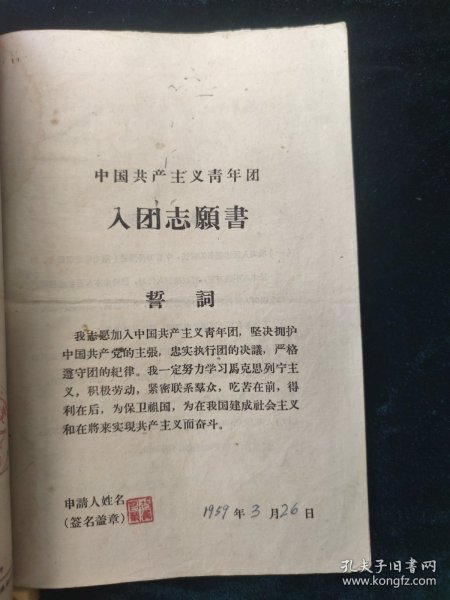 中国共产主义青年团
入团志願書
誓詞
我志愿加入中国共产主义青年团，坚决拥护
中国共产党的主張，忠实执行团的决議，严格
遵守团的紀律。我一定努力学习馬克思列宁主
义，积极劳动，紧密联系羣众，吃苦在前，得
利在后，为保卫祖国，为在我国建成社会主义
和在將来实現共产主义而奋斗。
申請人姓名
(签名盖章)
1959年3月26日
孔夫子旧书网
www.kongfz.com